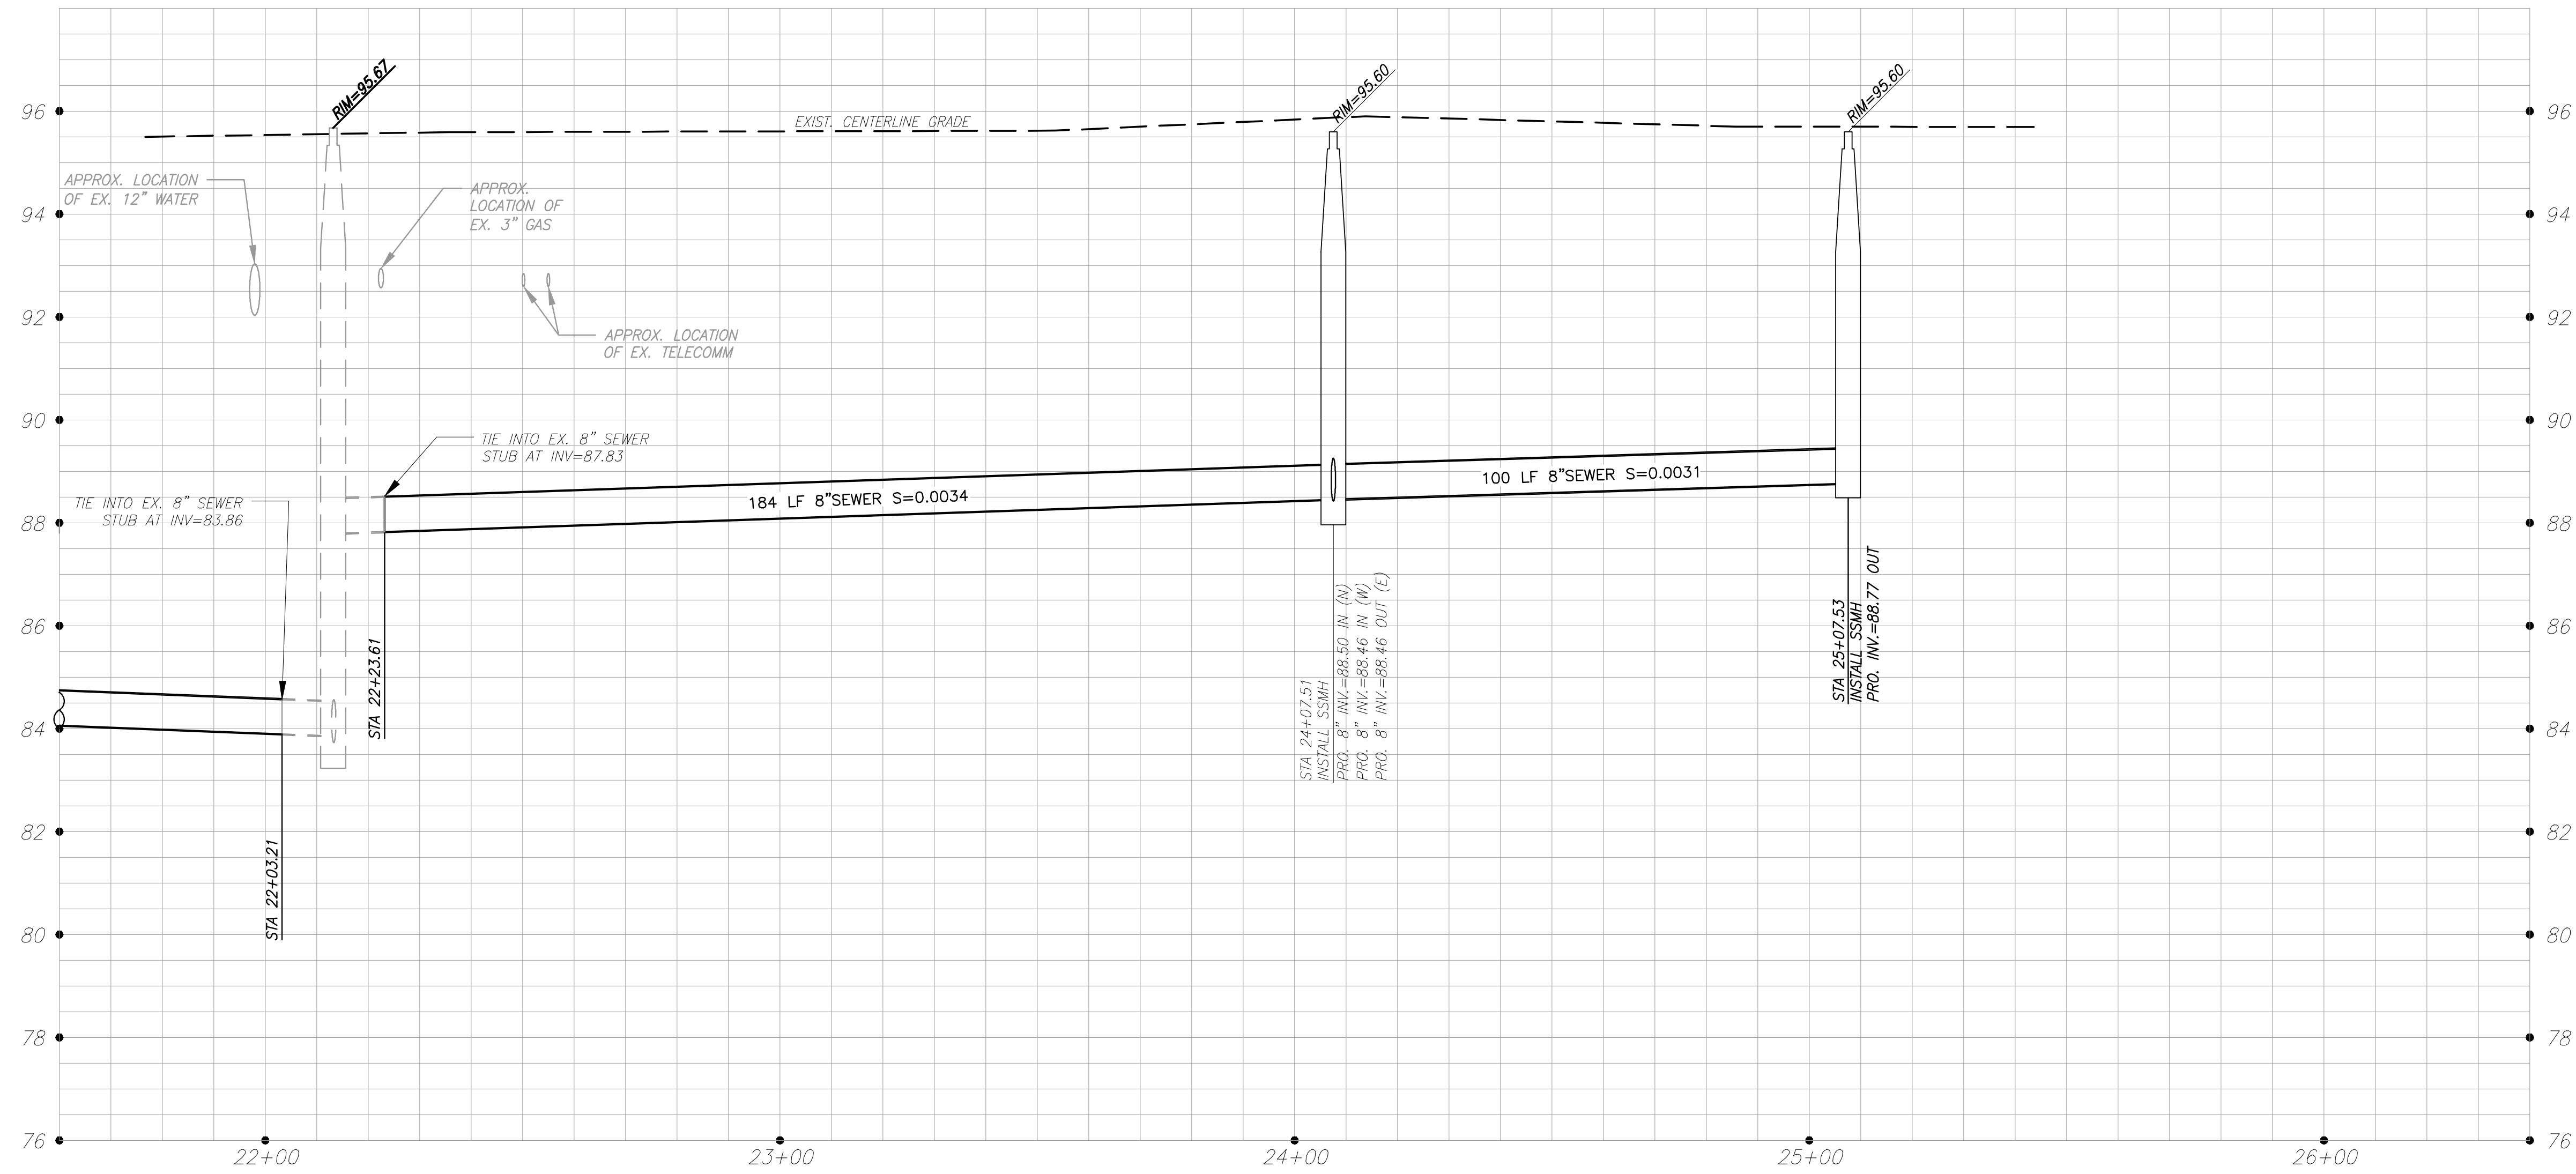 RIM=95.67
RIM=95.60
RIM=95.60
EXIST. CENTERLINE GRADE
96
96
APPROX. LOCATION
OF EX. 12" WATER
APPROX.
LOCATION OF
EX. 3" GAS
94
94
92
92
APPROX. LOCATION
OF EX. TELECOMM
90
90
TIE INTO EX. 8" SEWER
STUB AT INV=87.83
184 LF 8"SEWER S=0.0034
100 LF 8"SEWER S=0.0031
TIE INTO EX. 8" SEWER
STUB AT INV=83.86
88
88
86
86
STA 22+23.61
STA 24+07.51
INSTALL SSMH
PRO. 8" INV.=88.50 IN (N)
PRO. 8" INV.=88.46 IN (W)
PRO. 8" INV.=88.46 OUT (E)
STA 25+07.53
INSTALL SSMH
PRO. INV.=88.77 OUT
84
84
82
82
STA 22+03.21
80
80
78
78
76
76
22+00
23+00
24+00
25+00
26+00